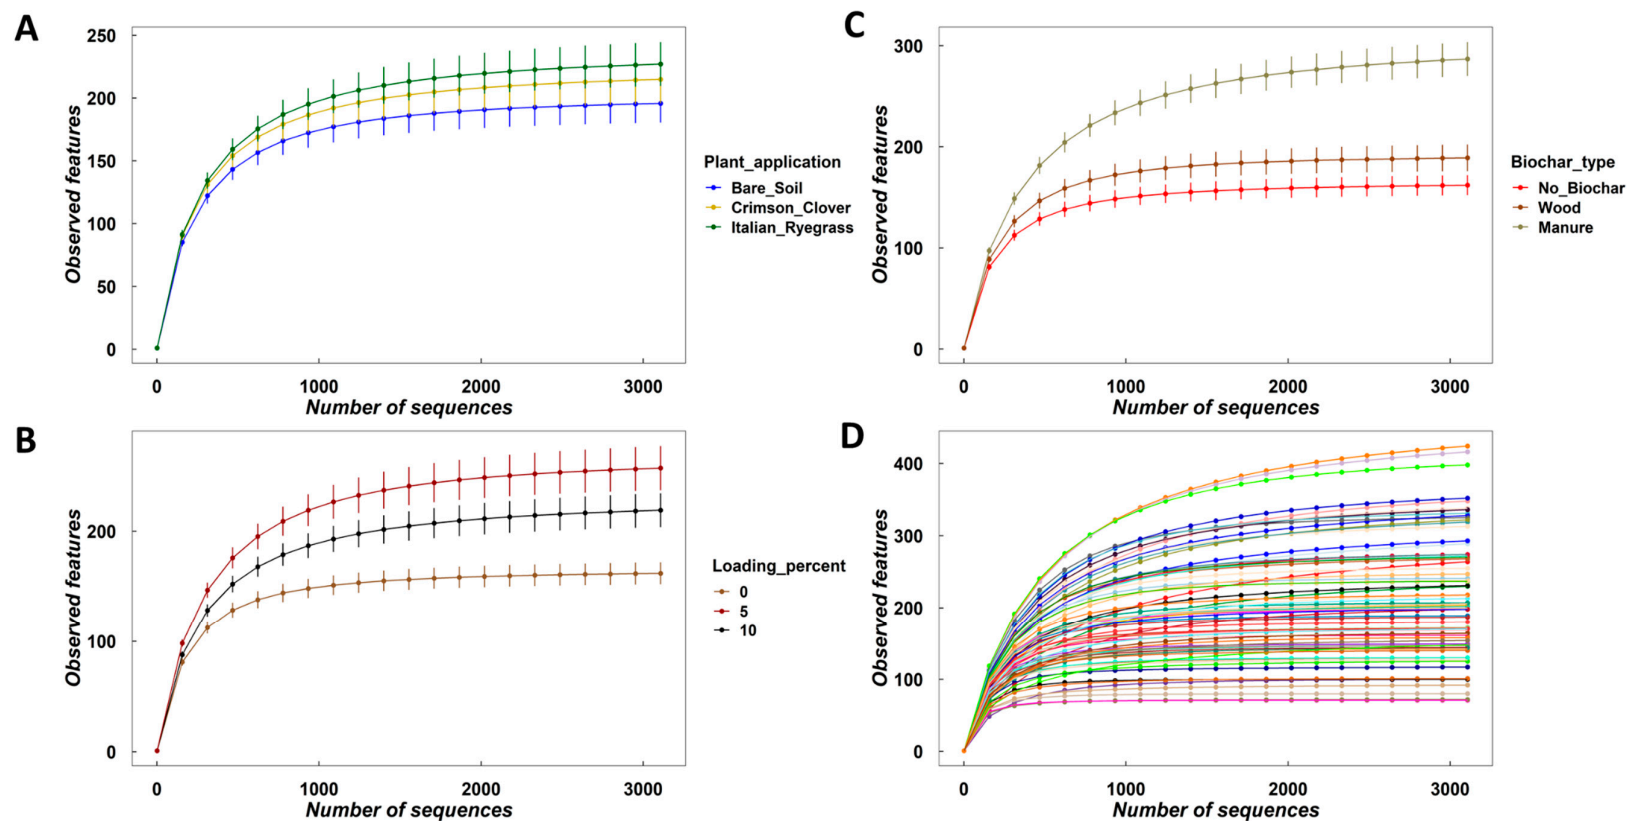 A
Observed features
250
200
150
100
50
0
0 1000 2000 3000
Number of sequences
Plant_application
Bare_Soil
Crimson_Clover
Italian_Ryegrass
C
Observed features
300
200
100
0
0 1000 2000 3000
Number of sequences
Biochar_type
No_Biochar
Wood
Manure
B
Observed features
200
100
0
0 1000 2000 3000
Number of sequences
Loading_percent
0
5
10
D
Observed features
400
300
200
100
0
0 1000 2000 3000
Number of sequences